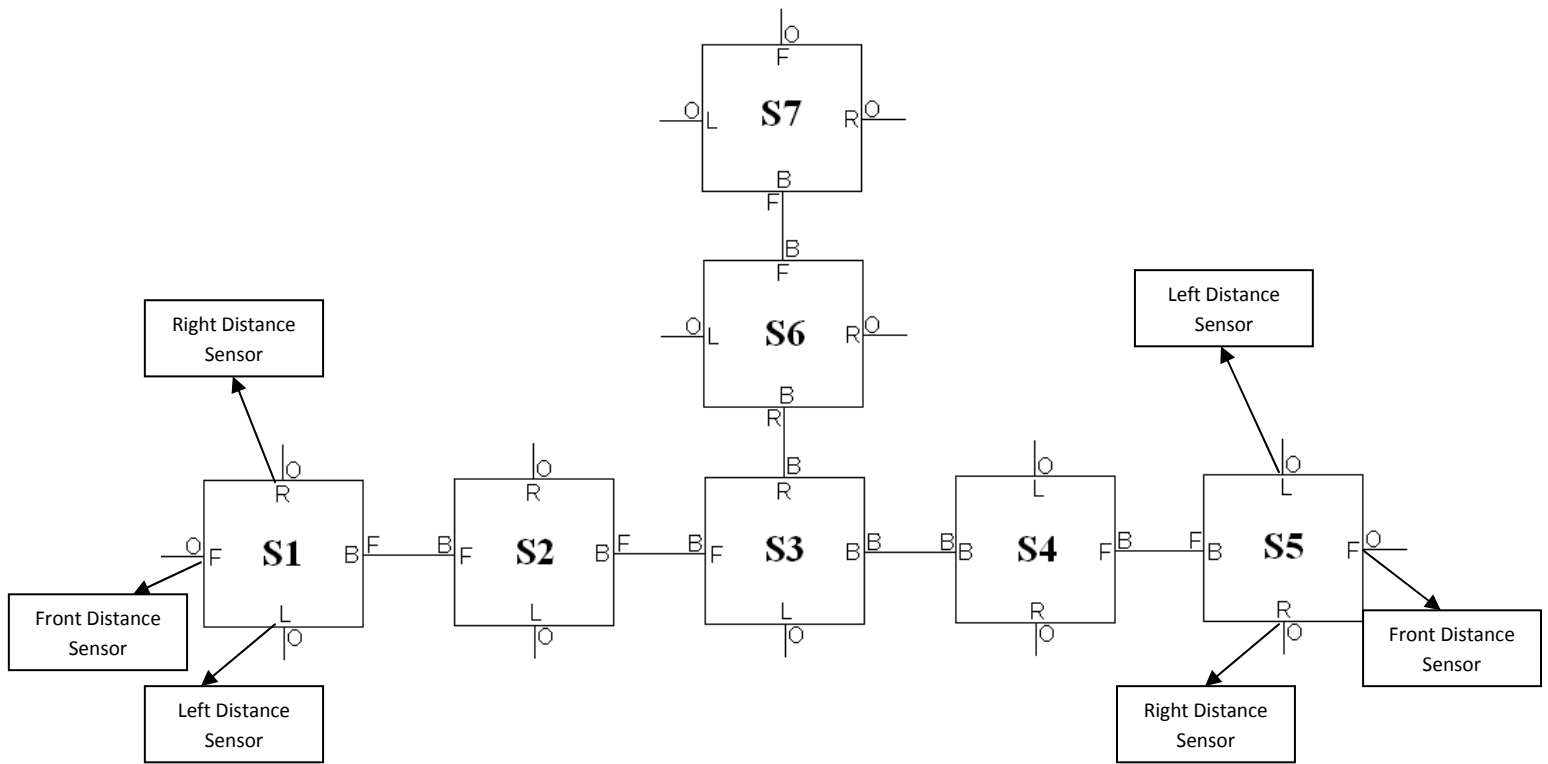 O
F
O L S7 R O
B
F
B
F
O L S6 R O
B
R
Right Distance
Sensor
Left Distance
Sensor
O O B O O
R R R L L
O F S1 B F B F S2 B F B F S3 B B B B S4 F B F B S5 F O
L L L R R
O O O O O
Front Distance
Sensor
Left Distance
Sensor
Right Distance
Sensor
Front Distance
Sensor